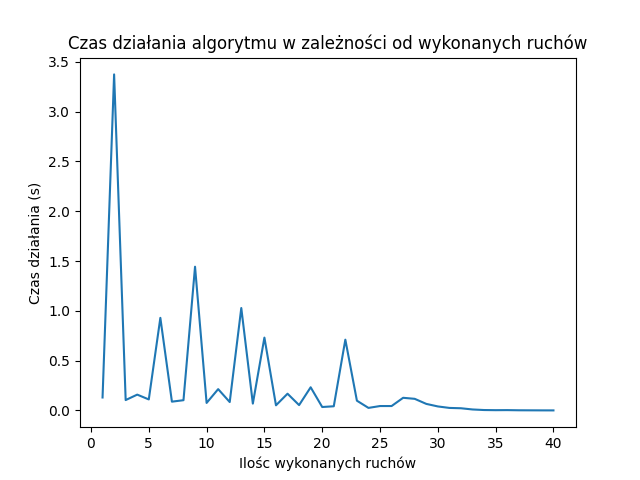 Czas działania algorytmu w zależności od wykonanych ruchów
3.5
3.0
2.5
2.0
1.5
1.0
0.5
0.0
Czas działania (s)
0 5 10 15 20 25 30 35 40
Ilośc wykonanych ruchów